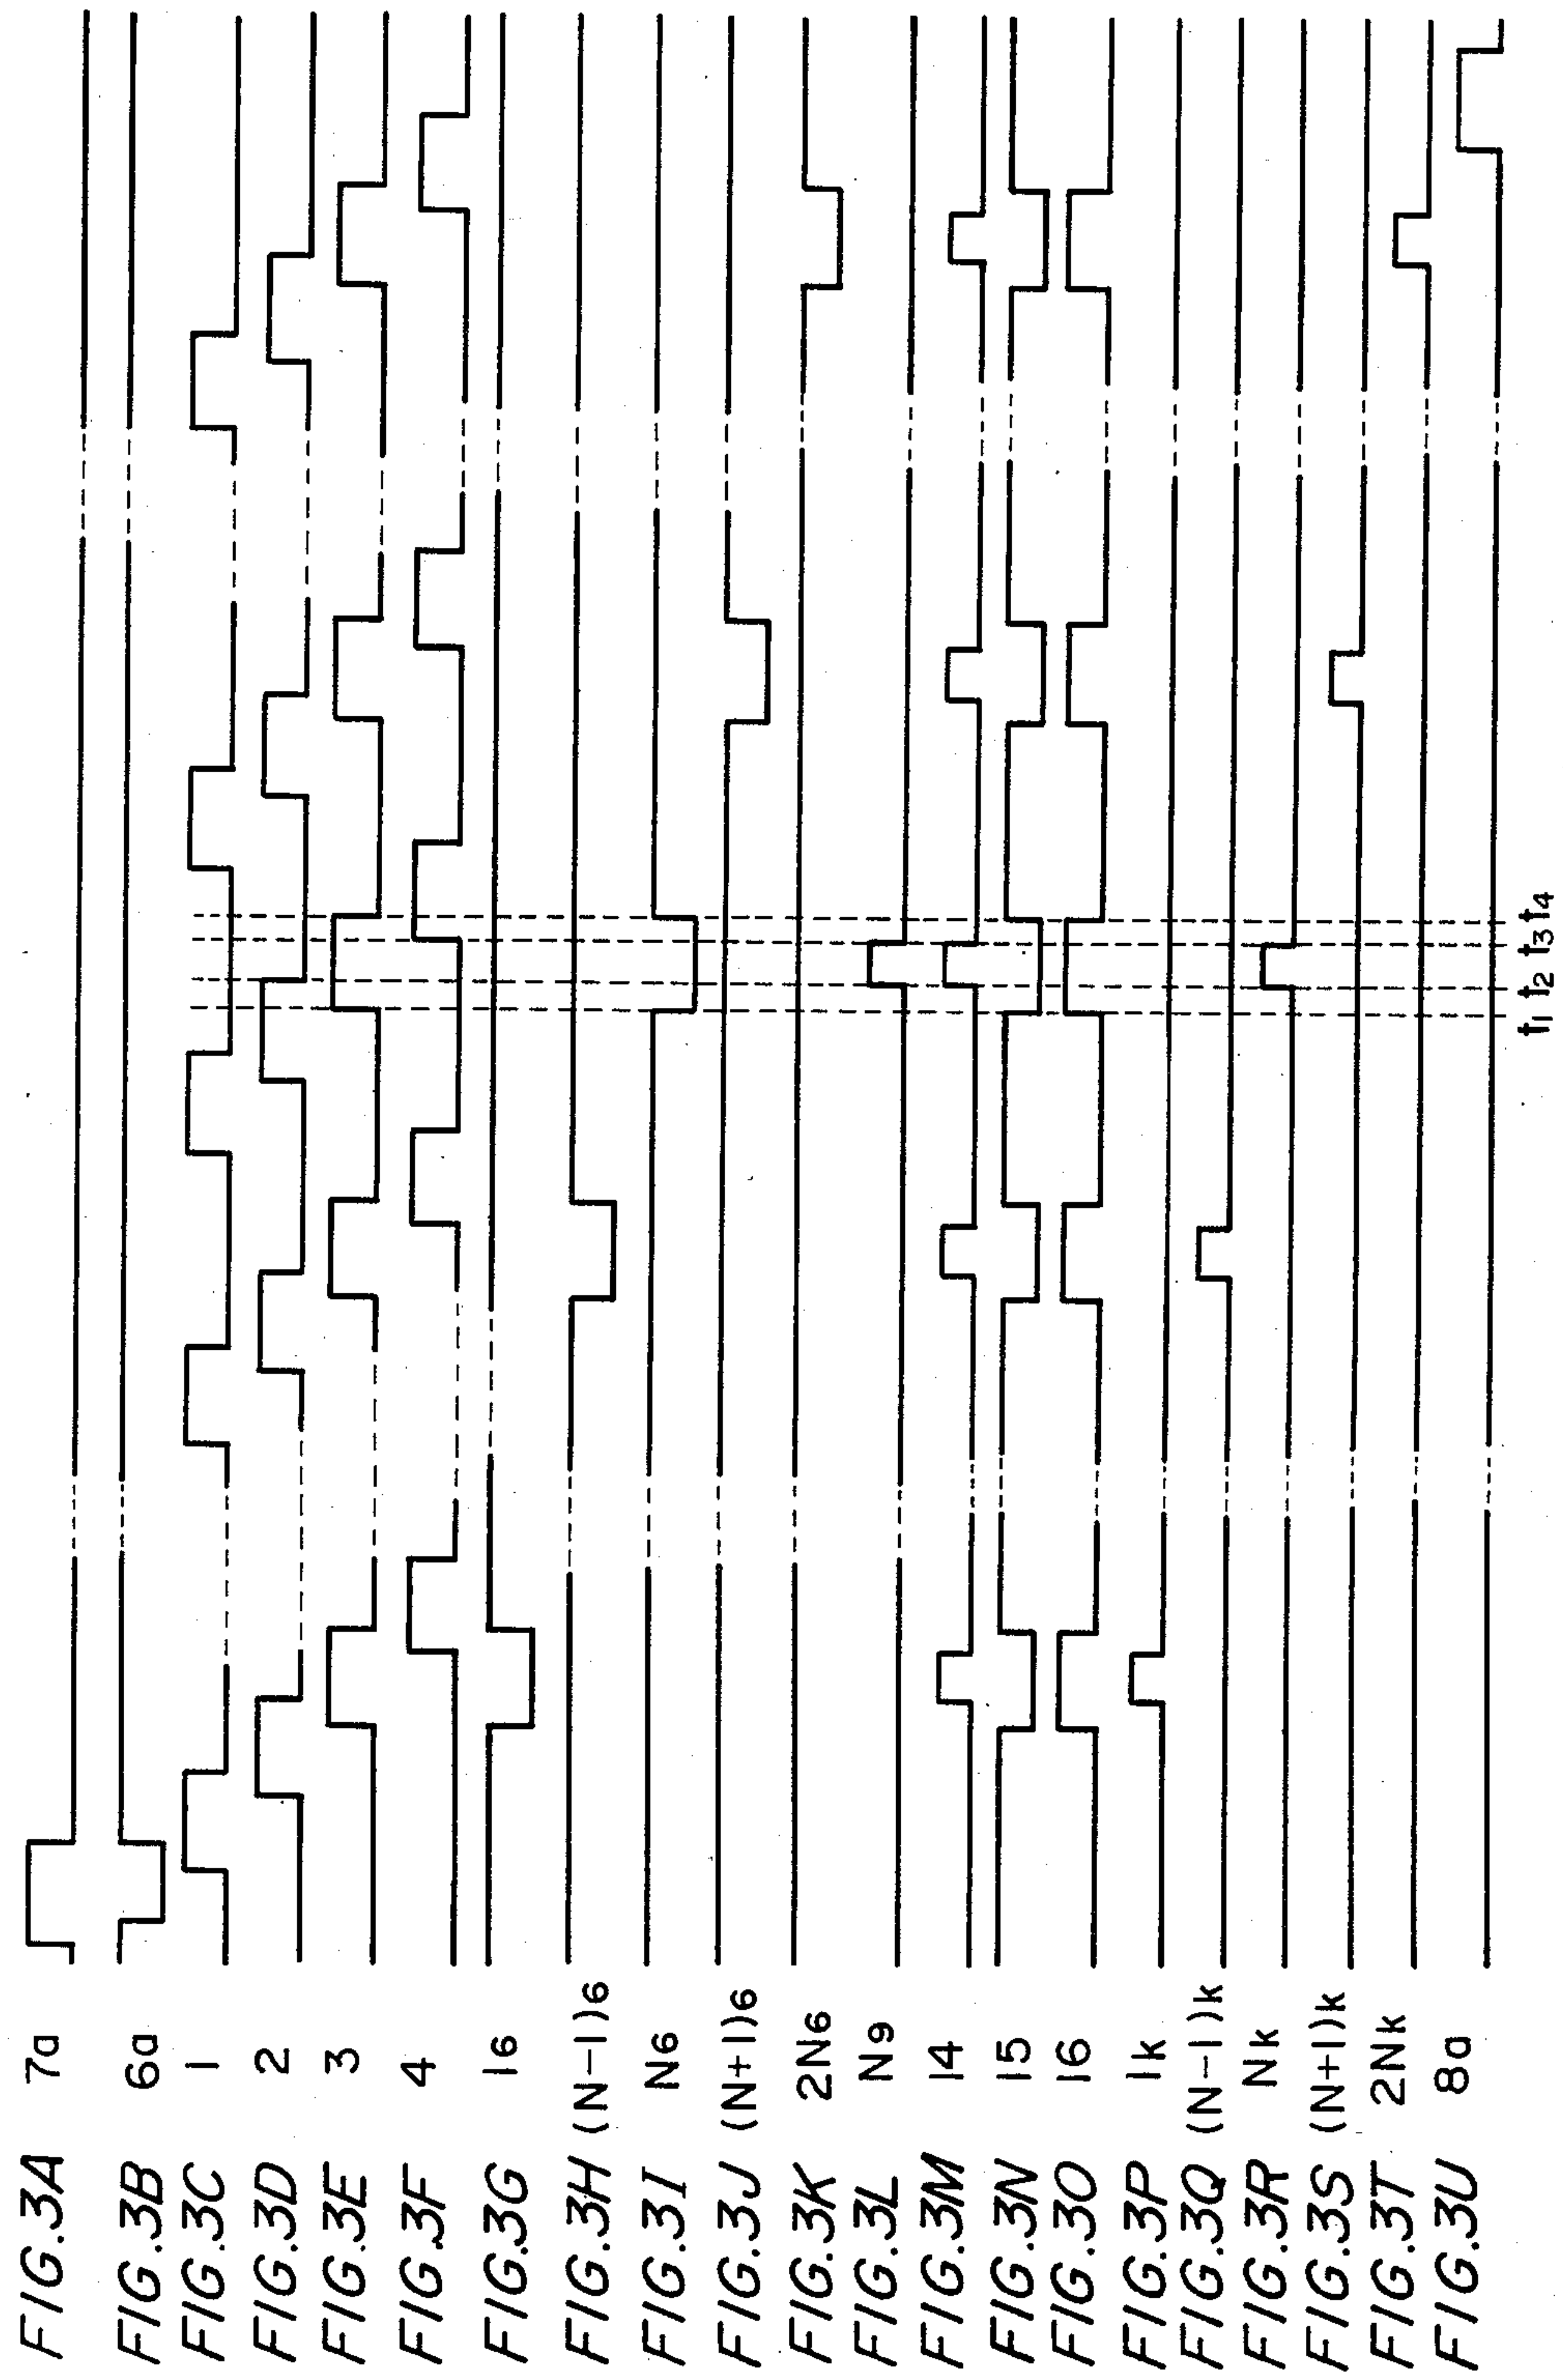 FIG.3A 7a
FIG.3B 6a
FIG.3C 1
FIG.3D 2
FIG.3E 3
FIG.3F 4
FIG.3G 16
FIG.3H (N-1)6
FIG.3I N6
FIG.3J (N+1)6
FIG.3K 2N6
FIG.3L N9
FIG.3M 14
FIG.3N 15
FIG.3O 16
FIG.3P 1k
FIG.3Q (N-1)k
FIG.3R Nk
FIG.3S (N+1)k
FIG.3T 2Nk
FIG.3U 8a
t1 t2 t3 t4